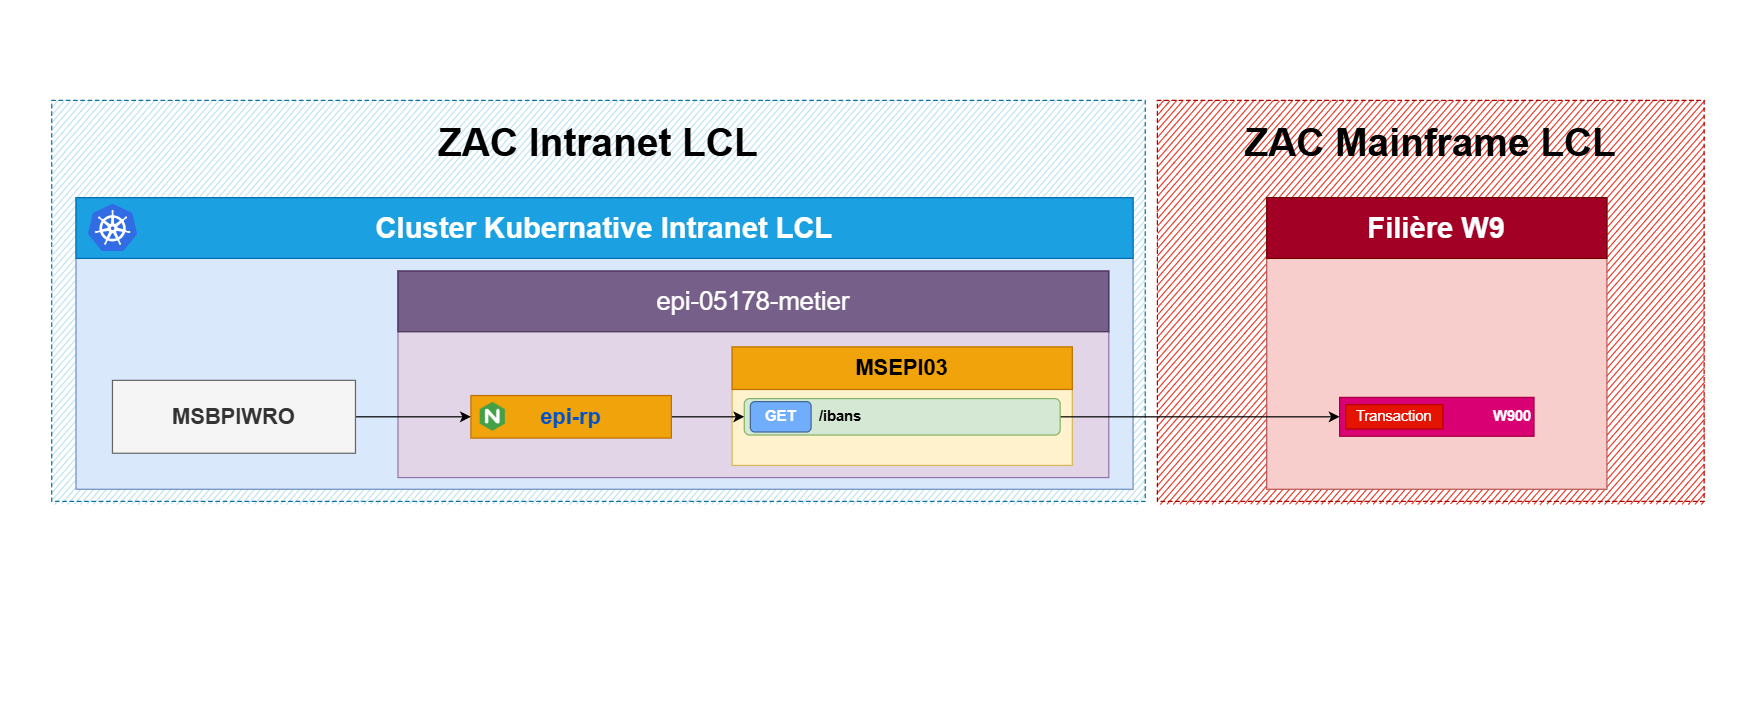 ZAC Intranet LCL
ZAC Mainframe LCL
Cluster Kubernative Intranet LCL
Filière W9
epi-05178-metier
MSEPI03
MSBPIWRO
N epi-rp
GET /ibans
Transaction W900